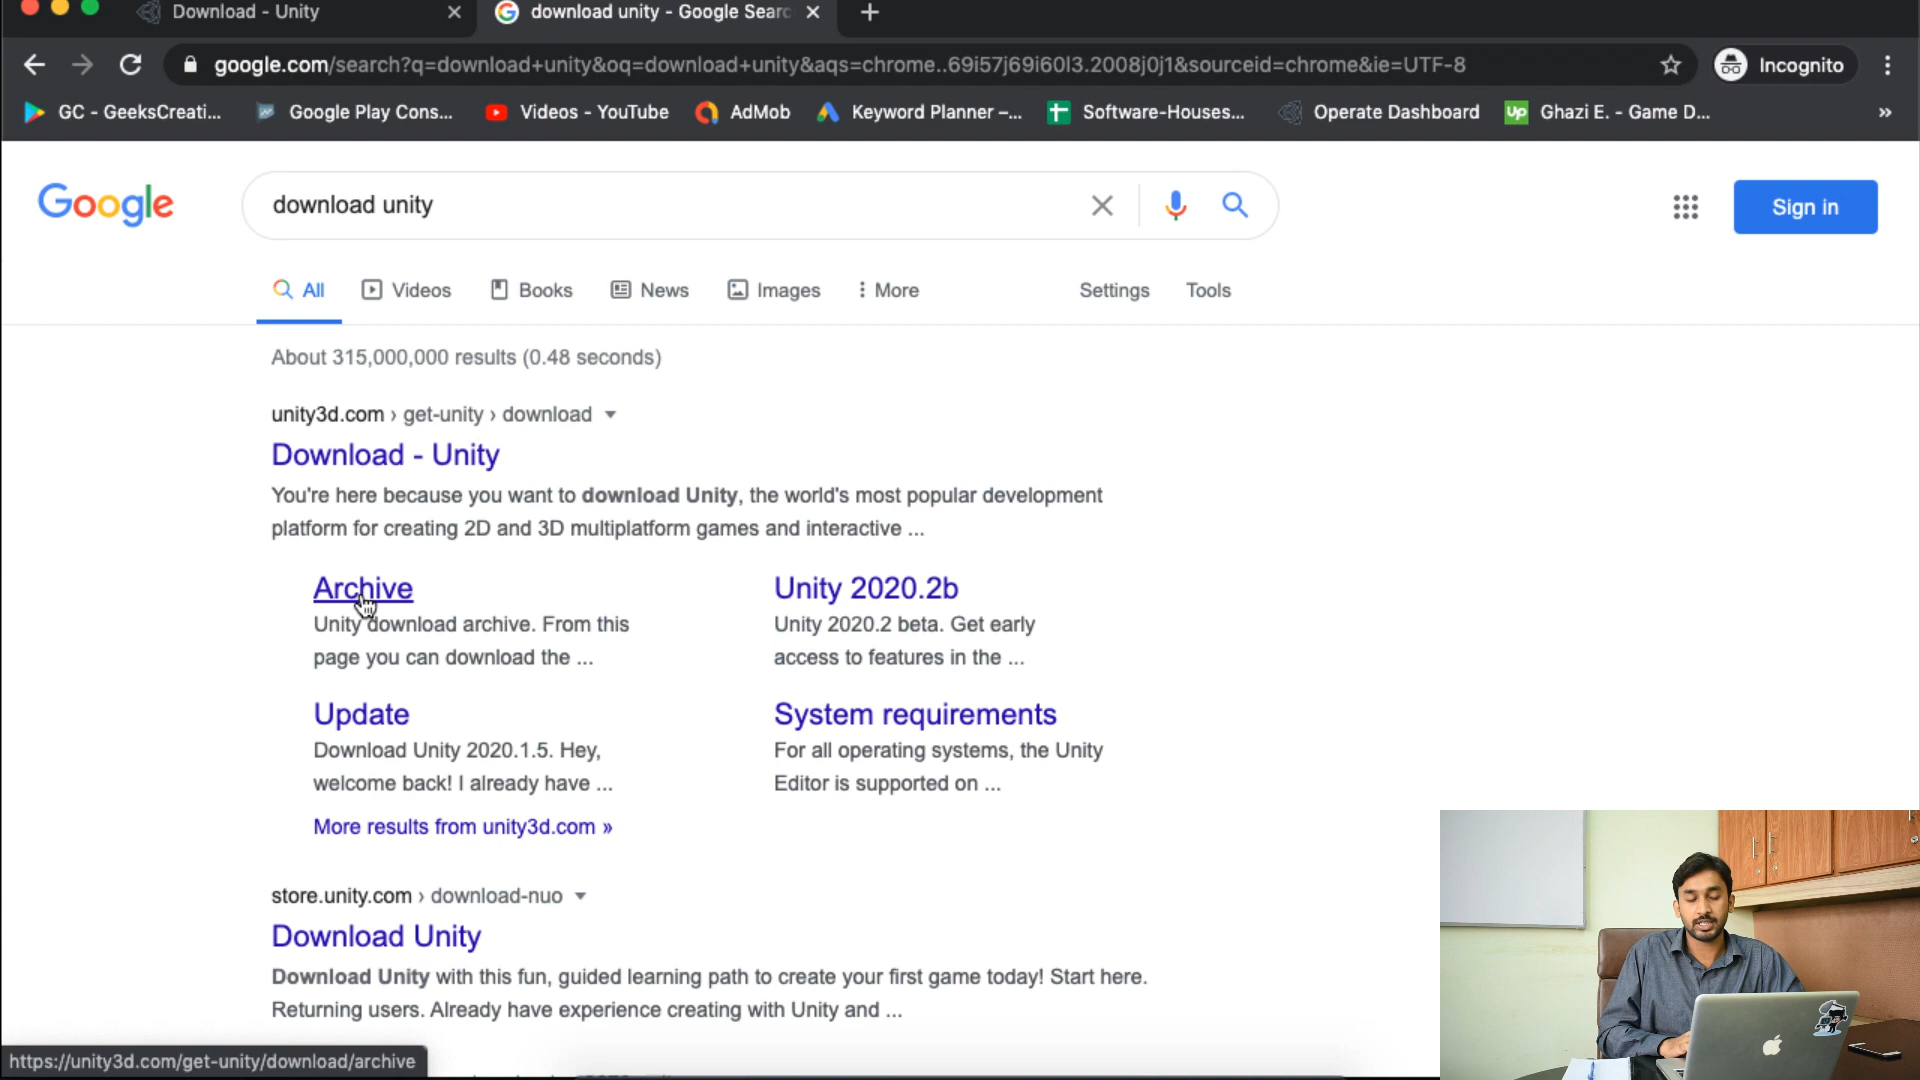 Download - Unity
download unity - Google Searc
google.com/search?q=download+unity&oq=download+unity&aqs=chrome..69i57j69i60l3.2008j0j1&sourceid=chrome&ie=UTF-8
Incognito
GC - GeeksCreati...
Google Play Cons...
Videos - YouTube
AdMob
Keyword Planner –...
Software-Houses...
Operate Dashboard
Up
Ghazi E. - Game D...
»
Google
download unity
Sign in
All
Videos
Books
News
Images
More
Settings
Tools
About 315,000,000 results (0.48 seconds)
unity3d.com › get-unity › download
Download - Unity
You're here because you want to download Unity, the world's most popular development
platform for creating 2D and 3D multiplatform games and interactive ...
Archive
Unity download archive. From this
page you can download the ...
Unity 2020.2b
Unity 2020.2 beta. Get early
access to features in the ...
Update
Download Unity 2020.1.5. Hey,
welcome back! I already have ...
System requirements
For all operating systems, the Unity
Editor is supported on ...
More results from unity3d.com »
store.unity.com › download-nuo
Download Unity
Download Unity with this fun, guided learning path to create your first game today! Start here.
Returning users. Already have experience creating with Unity and ...
https://unity3d.com/get-unity/download/archive